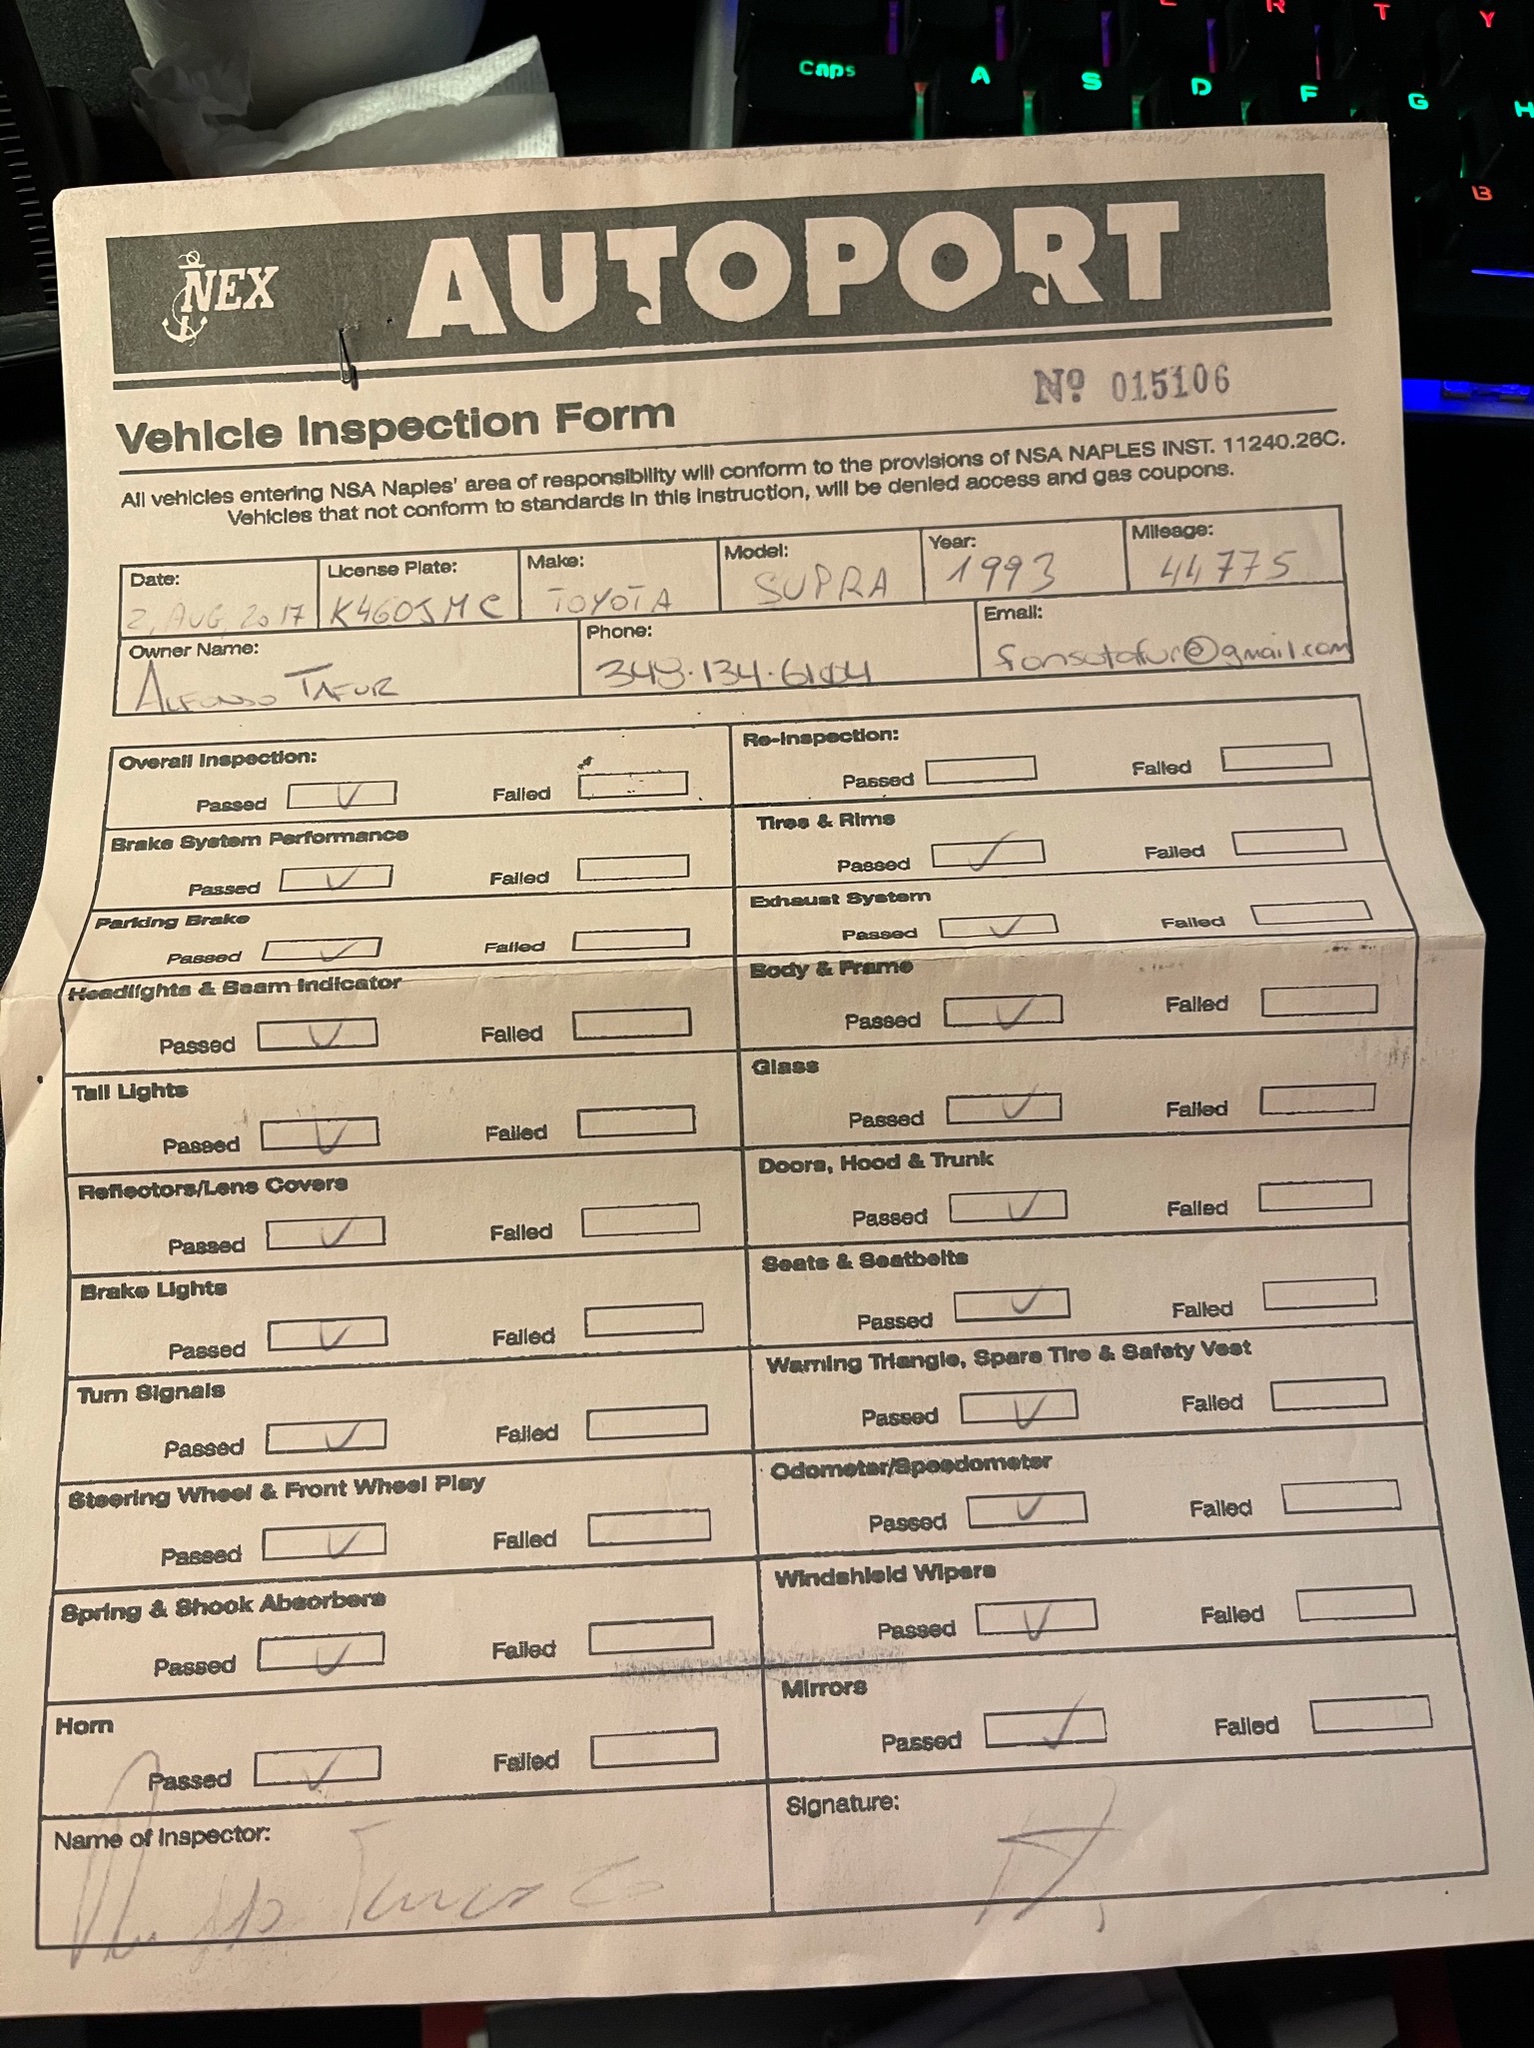 Caps A S D F G H
R T Y
B
NEX AUTOPORT
Nº 015106
Vehicle Inspection Form
All vehicles entering NSA Naples' area of responsibility will conform to the provisions of NSA NAPLES INST. 11240.26C.
Vehicles that not conform to standards in this instruction, will be denied access and gas coupons.
Date: License Plate: Make: Model: Year: Mileage:
2, AUG, 2017 K460JMC TOYOTA SUPRA 1993 44775
Owner Name: Phone: Email:
ALFONSO TAFUR 348.134.6104 fonsotafur@gmail.com
Overall Inspection: Re-Inspection:
Passed ✓ Failed Passed Failed
Brake System Performance Tires & Rims
Passed ✓ Failed Passed ✓ Failed
Parking Brake Exhaust System
Passed ✓ Failed Passed ✓ Failed
Headlights & Beam Indicator Body & Frame
Passed ✓ Failed Passed ✓ Failed
Tail Lights Glass
Passed ✓ Failed Passed ✓ Failed
Reflectors/Lens Covers Doors, Hood & Trunk
Passed ✓ Failed Passed ✓ Failed
Brake Lights Seats & Seatbelts
Passed ✓ Failed Passed ✓ Failed
Turn Signals Warning Triangle, Spare Tire & Safety Vest
Passed ✓ Failed Passed ✓ Failed
Steering Wheel & Front Wheel Play Odometer/Speedometer
Passed ✓ Failed Passed ✓ Failed
Spring & Shook Absorbers Windshield Wipers
Passed ✓ Failed Passed ✓ Failed
Horn Mirrors
Passed ✓ Failed Passed ✓ Failed
Name of Inspector: Signature: